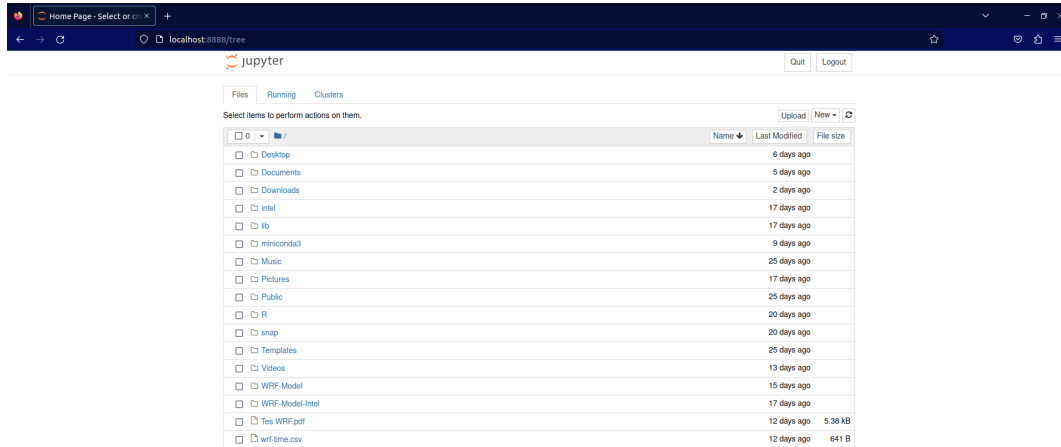 Home Page - Select or cr
localhost:8888/tree
jupyter
Quit Logout
Files Running Clusters
Select items to perform actions on them.
Upload New
0 / Name Last Modified File size
Desktop 6 days ago
Documents 5 days ago
Downloads 2 days ago
intel 17 days ago
lib 17 days ago
miniconda3 9 days ago
Music 25 days ago
Pictures 17 days ago
Public 25 days ago
R 20 days ago
snap 20 days ago
Templates 25 days ago
Videos 13 days ago
WRF-Model 15 days ago
WRF-Model-Intel 17 days ago
Tes WRF.pdf 12 days ago 5.38 kB
wrf-time.csv 12 days ago 641 B